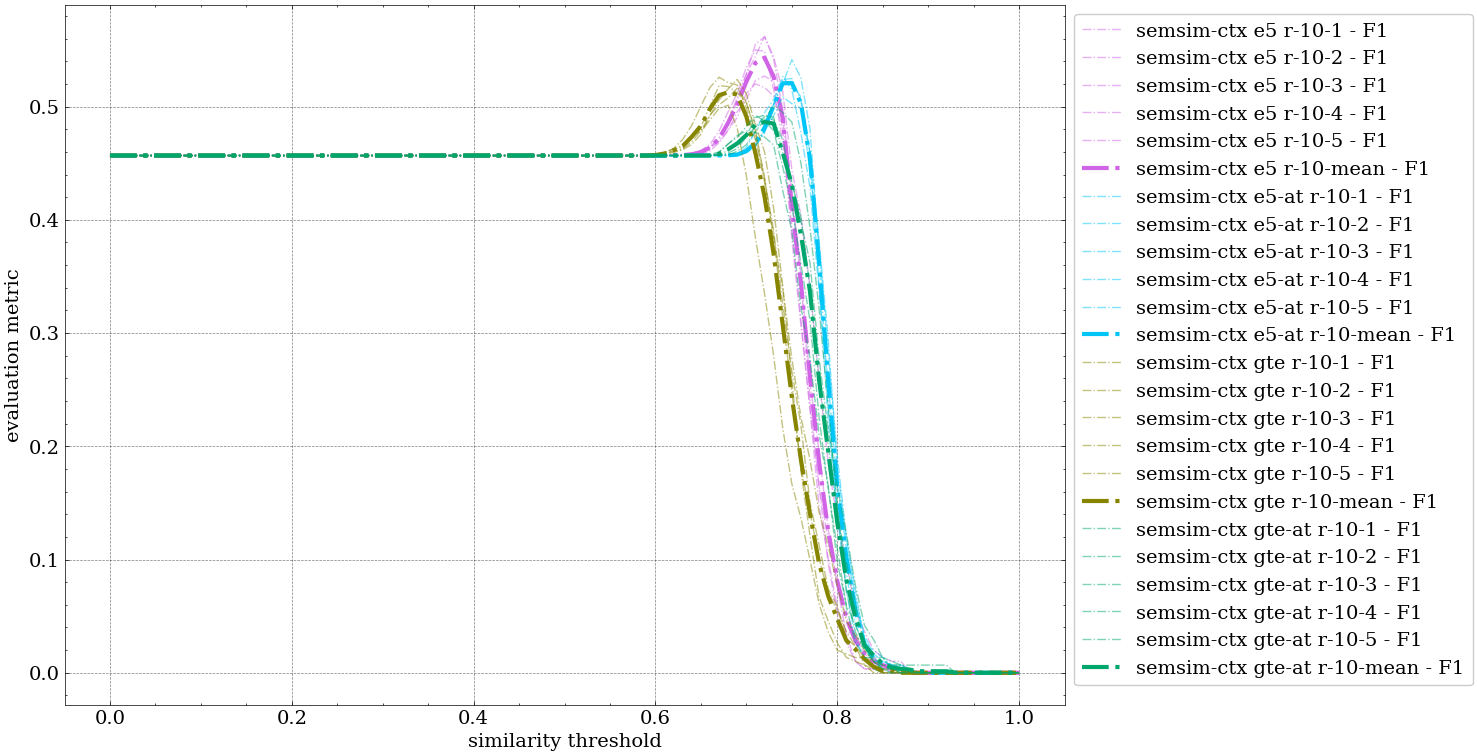 evaluation metric
0.5
0.4
0.3
0.2
0.1
0.0
0.0 0.2 0.4 0.6 0.8 1.0
similarity threshold
semsim-ctx e5 r-10-1 - F1
semsim-ctx e5 r-10-2 - F1
semsim-ctx e5 r-10-3 - F1
semsim-ctx e5 r-10-4 - F1
semsim-ctx e5 r-10-5 - F1
semsim-ctx e5 r-10-mean - F1
semsim-ctx e5-at r-10-1 - F1
semsim-ctx e5-at r-10-2 - F1
semsim-ctx e5-at r-10-3 - F1
semsim-ctx e5-at r-10-4 - F1
semsim-ctx e5-at r-10-5 - F1
semsim-ctx e5-at r-10-mean - F1
semsim-ctx gte r-10-1 - F1
semsim-ctx gte r-10-2 - F1
semsim-ctx gte r-10-3 - F1
semsim-ctx gte r-10-4 - F1
semsim-ctx gte r-10-5 - F1
semsim-ctx gte r-10-mean - F1
semsim-ctx gte-at r-10-1 - F1
semsim-ctx gte-at r-10-2 - F1
semsim-ctx gte-at r-10-3 - F1
semsim-ctx gte-at r-10-4 - F1
semsim-ctx gte-at r-10-5 - F1
semsim-ctx gte-at r-10-mean - F1